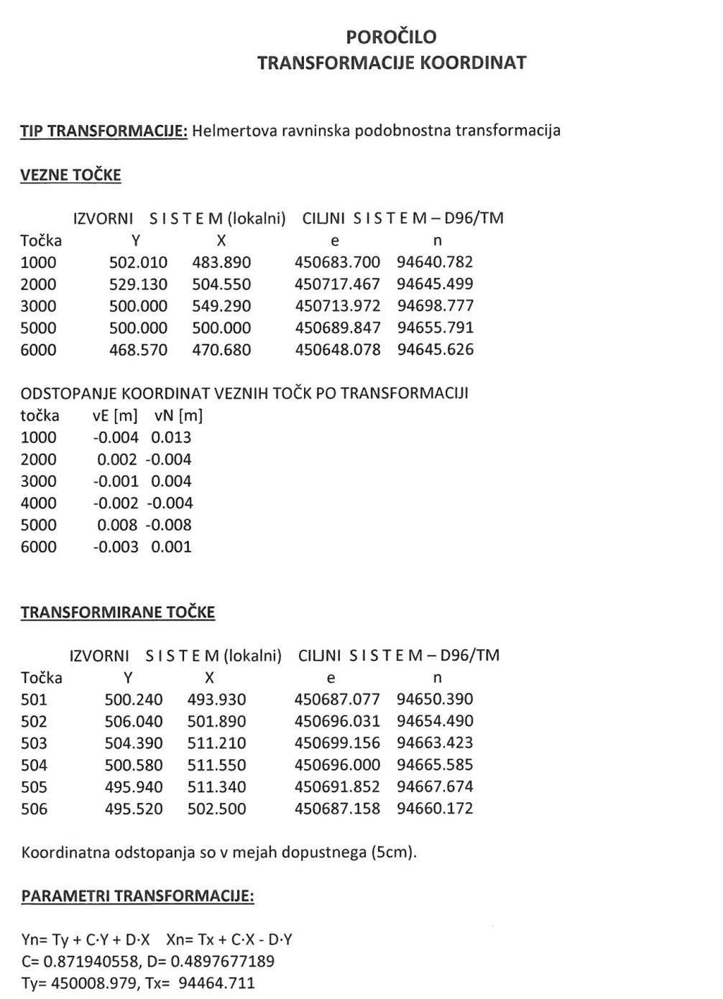 POROČILO
TRANSFORMACIJE KOORDINAT
TIP TRANSFORMACIJE: Helmertova ravninska podobnostna transformacija
VEZNE TOČKE
IZVORNI S I S T E M (lokalni) CILJNI S I S T E M – D96/TM
Točka Y X e n
1000 502.010 483.890 450683.700 94640.782
2000 529.130 504.550 450717.467 94645.499
3000 500.000 549.290 450713.972 94698.777
5000 500.000 500.000 450689.847 94655.791
6000 468.570 470.680 450648.078 94645.626
ODSTOPANJE KOORDINAT VEZNIH TOČK PO TRANSFORMACIJI
točka vE [m] vN [m]
1000 -0.004 0.013
2000 0.002 -0.004
3000 -0.001 0.004
4000 -0.002 -0.004
5000 0.008 -0.008
6000 -0.003 0.001
TRANSFORMIRANE TOČKE
IZVORNI S I S T E M (lokalni) CILJNI S I S T E M – D96/TM
Točka Y X e n
501 500.240 493.930 450687.077 94650.390
502 506.040 501.890 450696.031 94654.490
503 504.390 511.210 450699.156 94663.423
504 500.580 511.550 450696.000 94665.585
505 495.940 511.340 450691.852 94667.674
506 495.520 502.500 450687.158 94660.172
Koordinatna odstopanja so v mejah dopustnega (5cm).
PARAMETRI TRANSFORMACIJE:
Yn= Ty + C·Y + D·X Xn= Tx + C·X - D·Y
C= 0.871940558, D= 0.4897677189
Ty= 450008.979, Tx= 94464.711